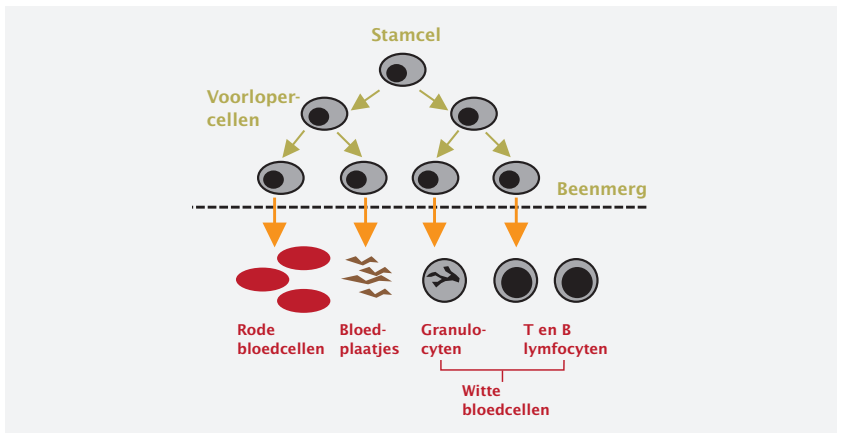 Stamcel
Voorloper-
cellen
Beenmerg
Rode
bloedcellen
Bloed-
plaatjes
Granulo-
cyten
T en B
lymfocyten
Witte
bloedcellen